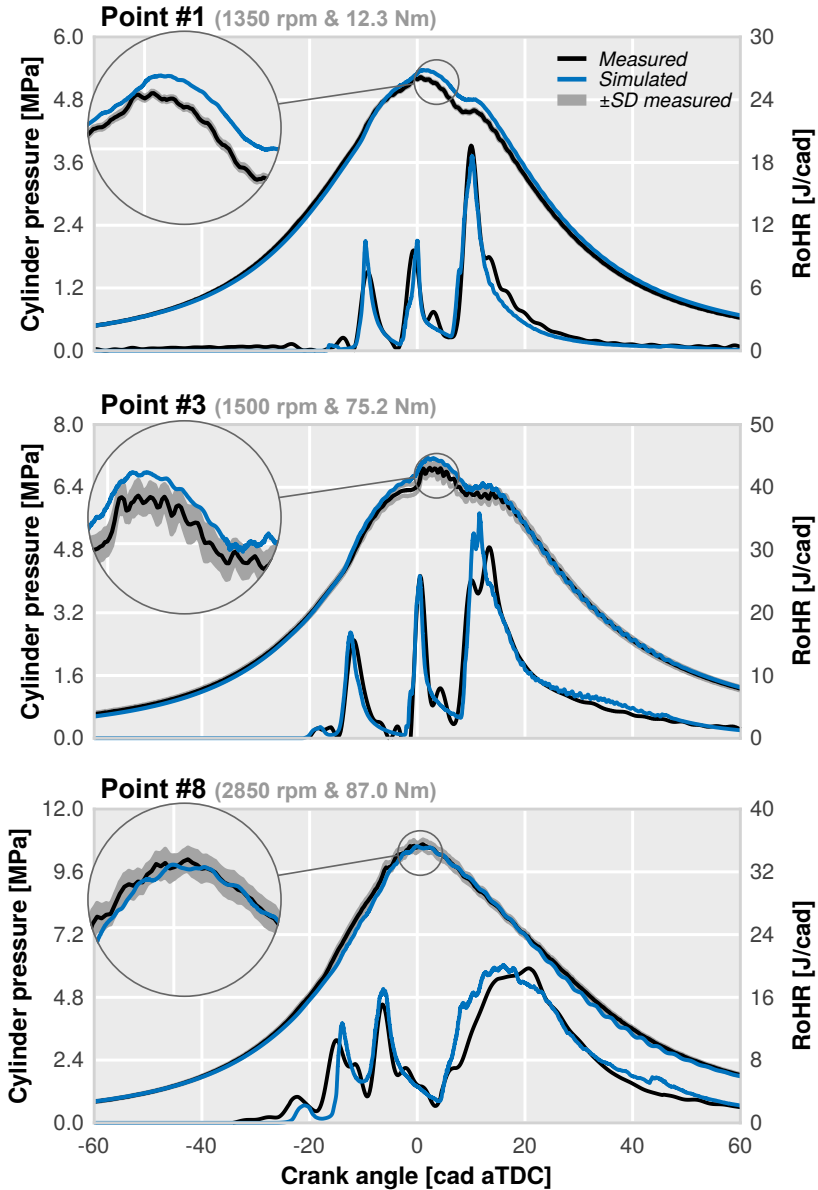 Point #1 (1350 rpm & 12.3 Nm)
Cylinder pressure [MPa]
6.0
4.8
3.6
2.4
1.2
0.0
Measured
Simulated
±SD measured
30
24
18
12
6
0
RoHR [J/cad]
Point #3 (1500 rpm & 75.2 Nm)
Cylinder pressure [MPa]
8.0
6.4
4.8
3.2
1.6
0.0
50
40
30
20
10
0
RoHR [J/cad]
Point #8 (2850 rpm & 87.0 Nm)
Cylinder pressure [MPa]
12.0
9.6
7.2
4.8
2.4
0.0
40
32
24
16
8
0
RoHR [J/cad]
-60 -40 -20 0 20 40 60
Crank angle [cad aTDC]